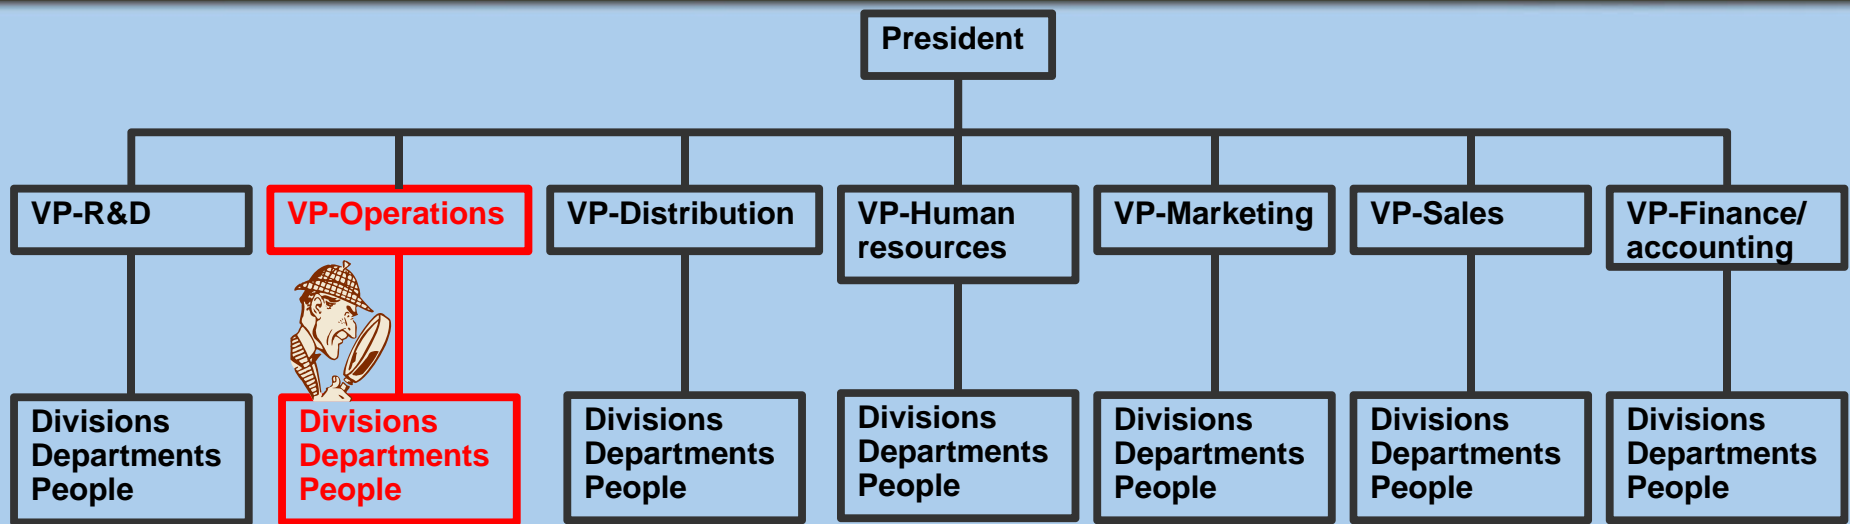 President
VP-R&D
VP-Operations
VP-Distribution
VP-Human
resources
VP-Marketing
VP-Sales
VP-Finance/
accounting
Divisions
Departments
People
Divisions
Departments
People
Divisions
Departments
People
Divisions
Departments
People
Divisions
Departments
People
Divisions
Departments
People
Divisions
Departments
People